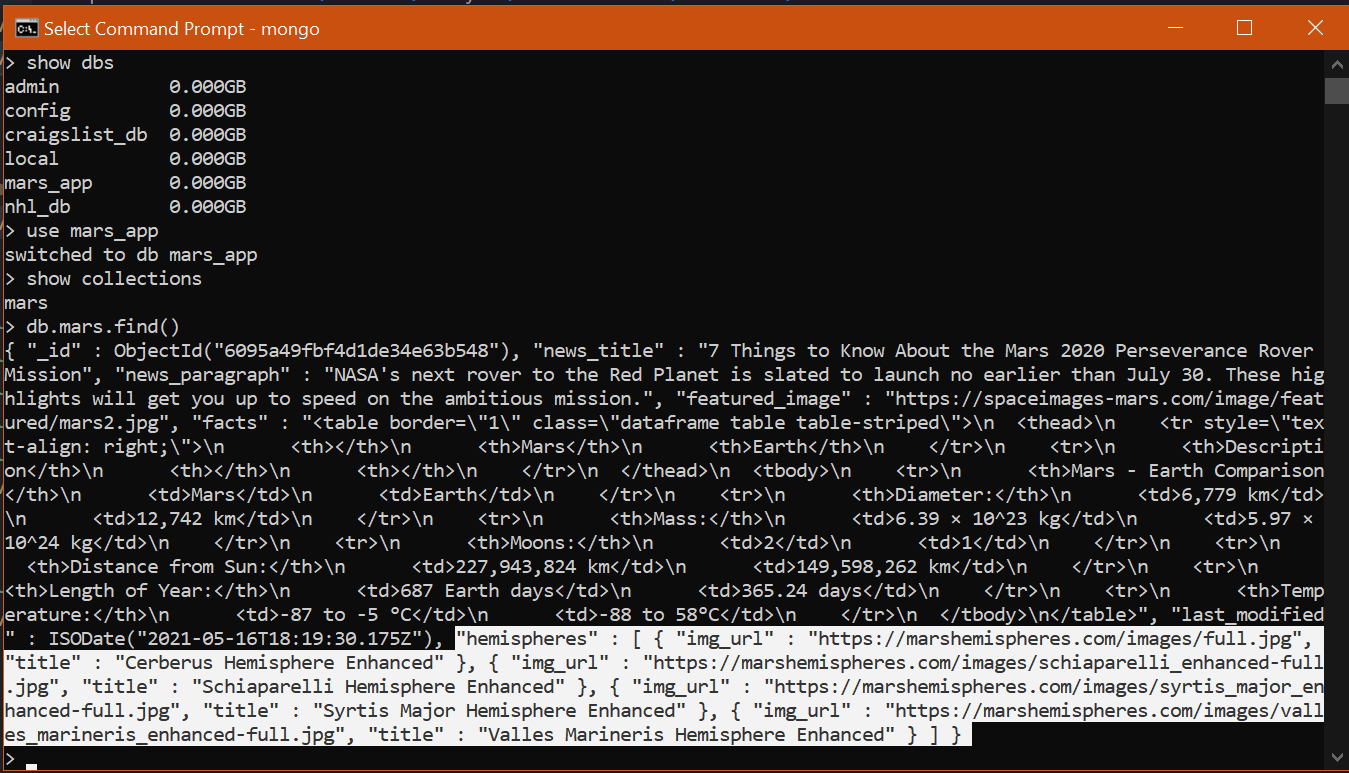 Select Command Prompt - mongo
> show dbs
admin          0.000GB
config         0.000GB
craigslist_db  0.000GB
local          0.000GB
mars_app       0.000GB
nhl_db         0.000GB
> use mars_app
switched to db mars_app
> show collections
mars
> db.mars.find()
{ "_id" : ObjectId("6095a49fbf4d1de34e63b548"), "news_title" : "7 Things to Know About the Mars 2020 Perseverance Rover
Mission", "news_paragraph" : "NASA's next rover to the Red Planet is slated to launch no earlier than July 30. These hig
hlights will get you up to speed on the ambitious mission.", "featured_image" : "https://spaceimages-mars.com/image/feat
ured/mars2.jpg", "facts" : "<table border=\"1\" class=\"dataframe table table-striped\">\n  <thead>\n    <tr style=\"tex
t-align: right;\">\n      <th></th>\n      <th>Mars</th>\n      <th>Earth</th>\n    </tr>\n    <tr>\n      <th>Descripti
on</th>\n      <th></th>\n      <th></th>\n    </tr>\n  </thead>\n  <tbody>\n    <tr>\n      <th>Mars - Earth Comparison
</th>\n      <td>Mars</td>\n      <td>Earth</td>\n    </tr>\n    <tr>\n      <th>Diameter:</th>\n      <td>6,779 km</td>
\n      <td>12,742 km</td>\n    </tr>\n    <tr>\n      <th>Mass:</th>\n      <td>6.39 × 10^23 kg</td>\n      <td>5.97 ×
10^24 kg</td>\n    </tr>\n    <tr>\n      <th>Moons:</th>\n      <td>2</td>\n      <td>1</td>\n    </tr>\n    <tr>\n
  <th>Distance from Sun:</th>\n      <td>227,943,824 km</td>\n      <td>149,598,262 km</td>\n    </tr>\n    <tr>\n
<th>Length of Year:</th>\n      <td>687 Earth days</td>\n      <td>365.24 days</td>\n    </tr>\n    <tr>\n      <th>Temp
erature:</th>\n      <td>-87 to -5 °C</td>\n      <td>-88 to 58°C</td>\n    </tr>\n  </tbody>\n</table>", "last_modified
" : ISODate("2021-05-16T18:19:30.175Z"), "hemispheres" : [ { "img_url" : "https://marshemispheres.com/images/full.jpg",
"title" : "Cerberus Hemisphere Enhanced" }, { "img_url" : "https://marshemispheres.com/images/schiaparelli_enhanced-full
.jpg", "title" : "Schiaparelli Hemisphere Enhanced" }, { "img_url" : "https://marshemispheres.com/images/syrtis_major_en
hanced-full.jpg", "title" : "Syrtis Major Hemisphere Enhanced" }, { "img_url" : "https://marshemispheres.com/images/vall
es_marineris_enhanced-full.jpg", "title" : "Valles Marineris Hemisphere Enhanced" } ] }
>